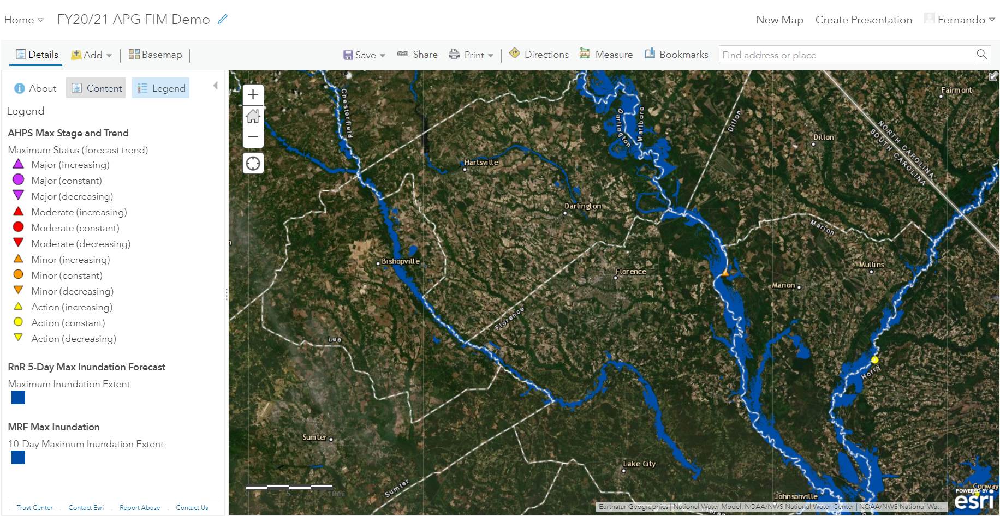 Home
FY20/21 APG FIM Demo
New Map
Create Presentation
Fernando
Details
Add
Basemap
Save
Share
Print
Directions
Measure
Bookmarks
Find address or place
About
Content
Legend
Legend
AHPS Max Stage and Trend
Maximum Status (forecast trend)
Major (increasing)
Major (constant)
Major (decreasing)
Moderate (increasing)
Moderate (constant)
Moderate (decreasing)
Minor (increasing)
Minor (constant)
Minor (decreasing)
Action (increasing)
Action (constant)
Action (decreasing)
RnR 5-Day Max Inundation Forecast
Maximum Inundation Extent
MRF Max Inundation
10-Day Maximum Inundation Extent
Trust Center
Contact Esri
Report Abuse
Contact Us
Chesterfield
Darlington
Marlboro
Dillon
Fairmont
Dillon
NORTH CAROLINA
SOUTH CAROLINA
Hartsville
Darlington
Marion
Bishopville
Florence
Mullins
Marion
Florence
Lee
Horry
Sumter
Lake City
Sumter
Johnsonville
Conway
0 5 10mi
Earthstar Geographics | National Water Model, NOAA/NWS National Water Center | NOAA/NWS National Wa...
POWERED BY
esri